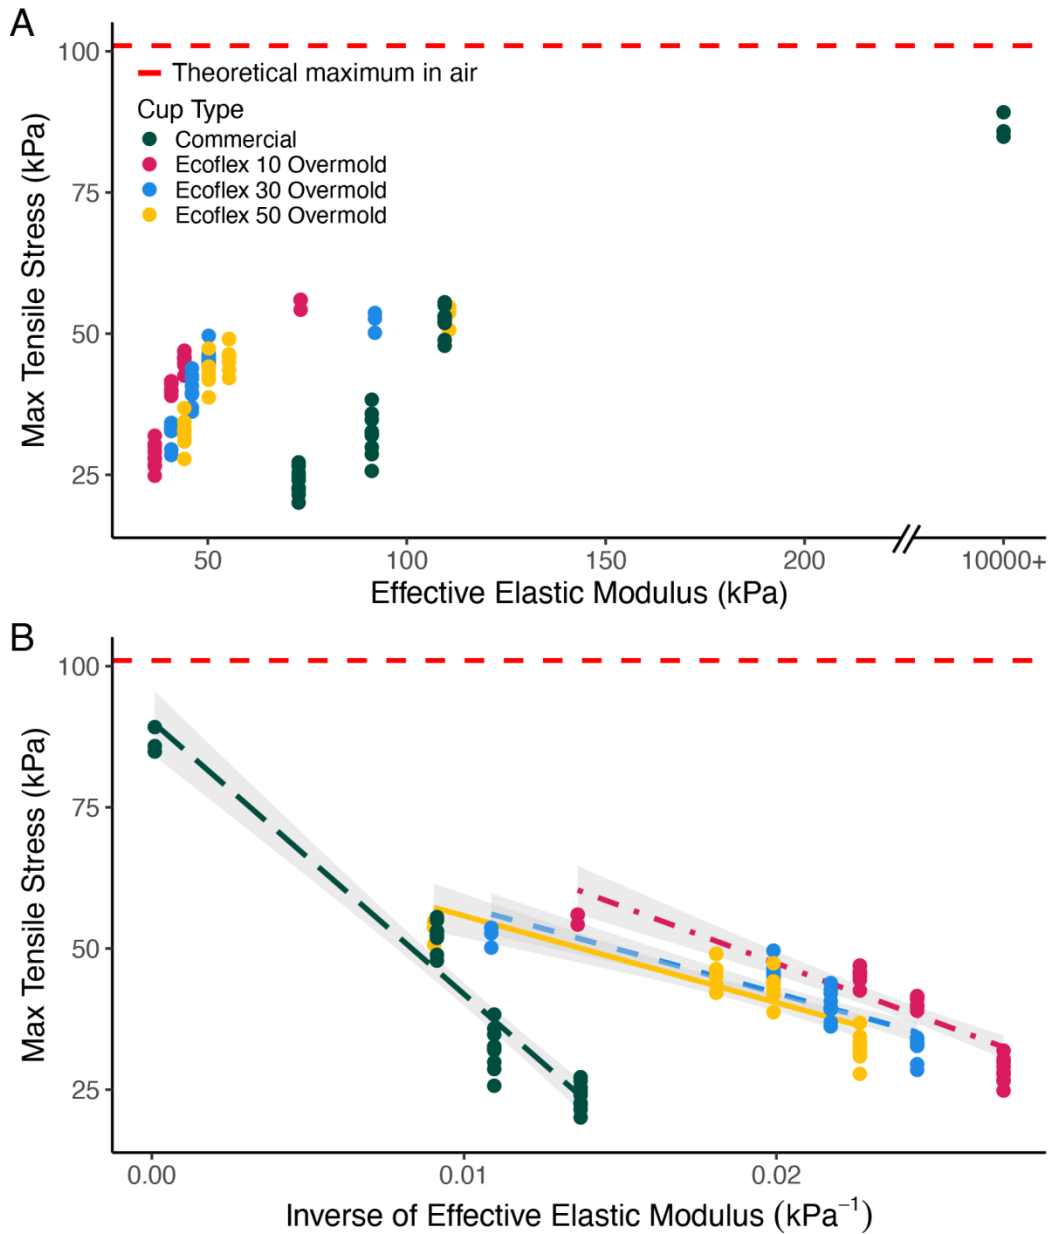 A
Max Tensile Stress (kPa)
100
75
50
25
Theoretical maximum in air
Cup Type
Commercial
Ecoflex 10 Overmold
Ecoflex 30 Overmold
Ecoflex 50 Overmold
50 100 150 200 10000+
Effective Elastic Modulus (kPa)
B
Max Tensile Stress (kPa)
100
75
50
25
0.00 0.01 0.02
Inverse of Effective Elastic Modulus (kPa⁻¹)